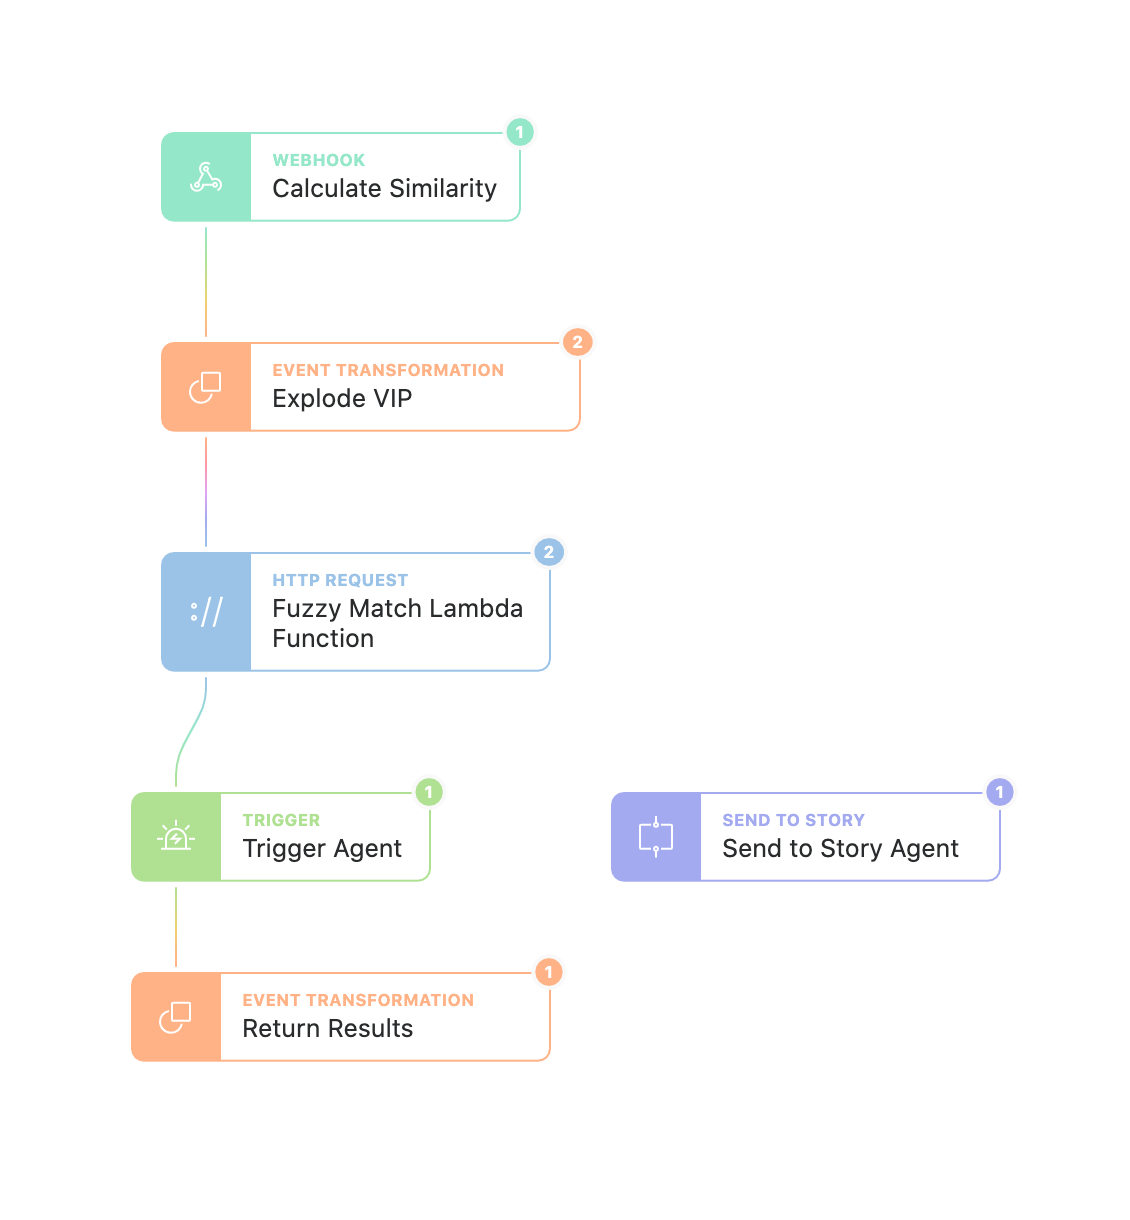 1
WEBHOOK
Calculate Similarity
2
EVENT TRANSFORMATION
Explode VIP
2
HTTP REQUEST
Fuzzy Match Lambda
Function
1
TRIGGER
Trigger Agent
1
SEND TO STORY
Send to Story Agent
1
EVENT TRANSFORMATION
Return Results